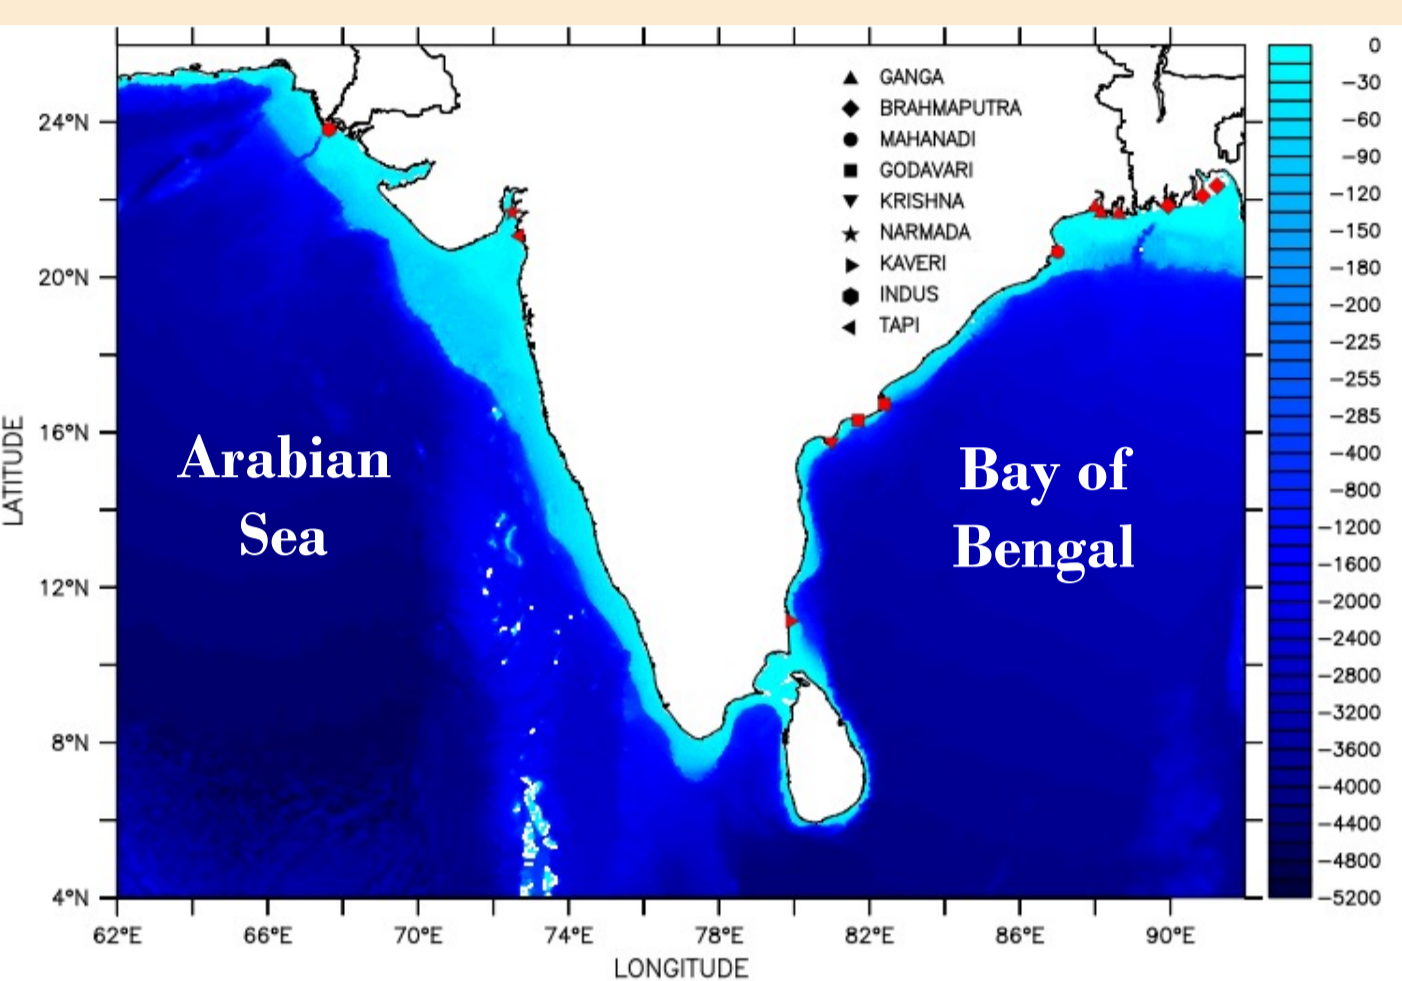 GANGA
BRAHMAPUTRA
MAHANADI
GODAVARI
KRISHNA
NARMADA
KAVERI
INDUS
TAPI
24°N
20°N
16°N
12°N
8°N
4°N
LATITUDE
Arabian
Sea
Bay of
Bengal
62°E 66°E 70°E 74°E 78°E 82°E 86°E 90°E
LONGITUDE
0
−30
−60
−90
−120
−150
−180
−200
−225
−255
−285
−400
−800
−1200
−1600
−2000
−2400
−2800
−3200
−3600
−4000
−4400
−4800
−5200